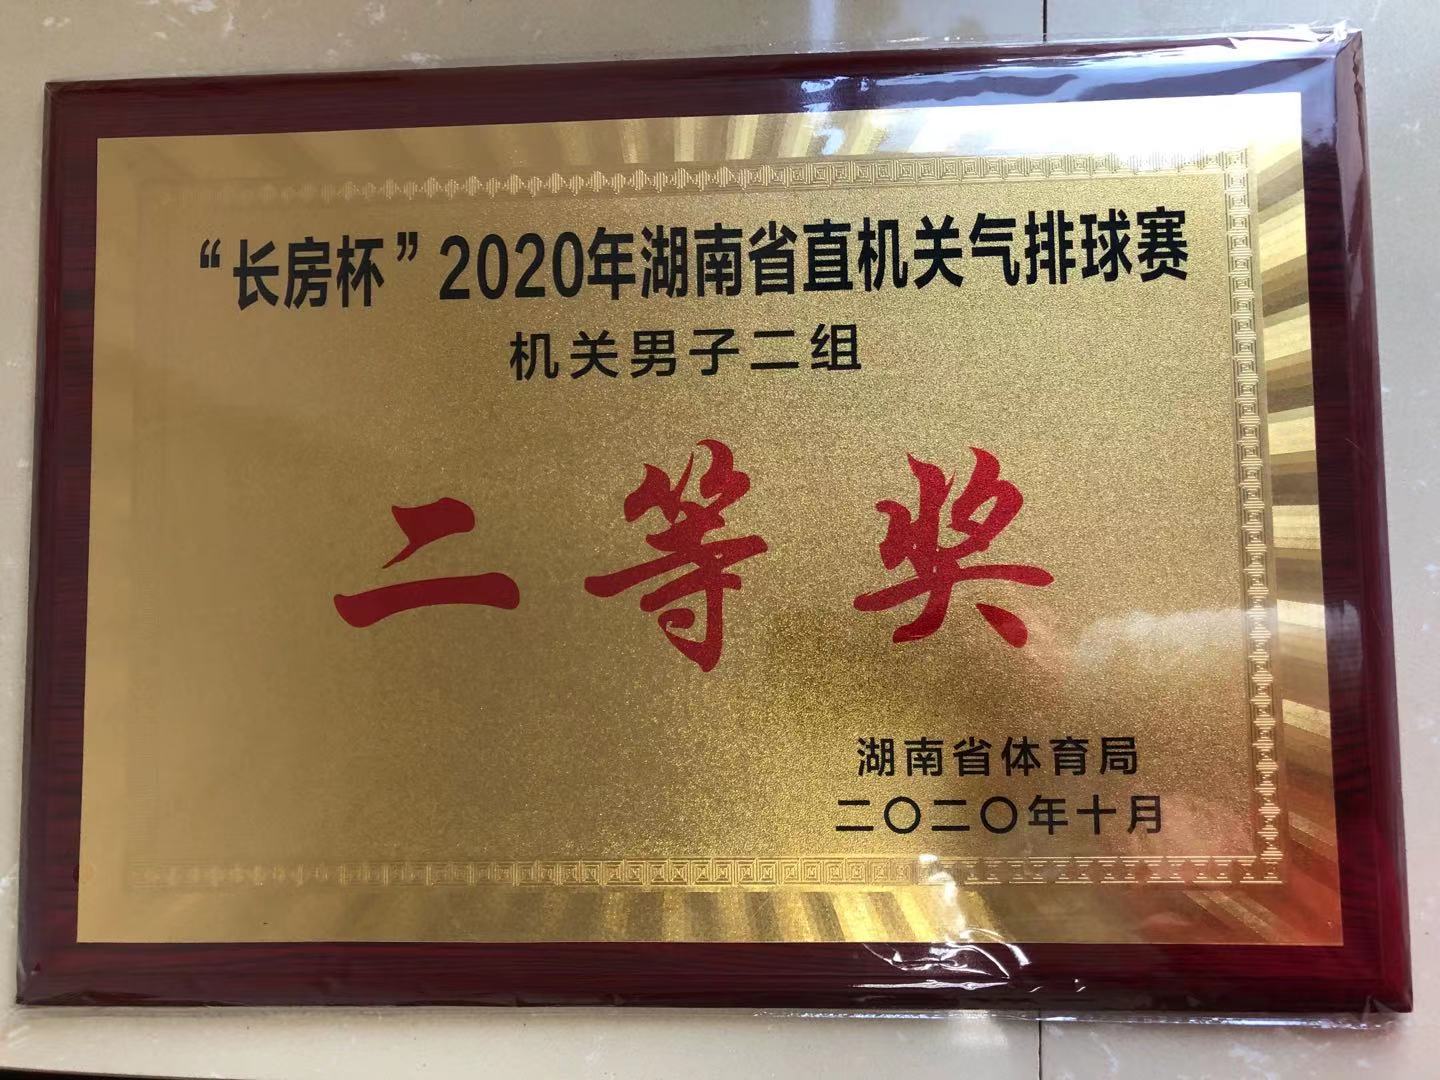 “长房杯”2020年湖南省直机关气排球赛
机关男子二组
二等奖
湖南省体育局
二〇二〇年十月